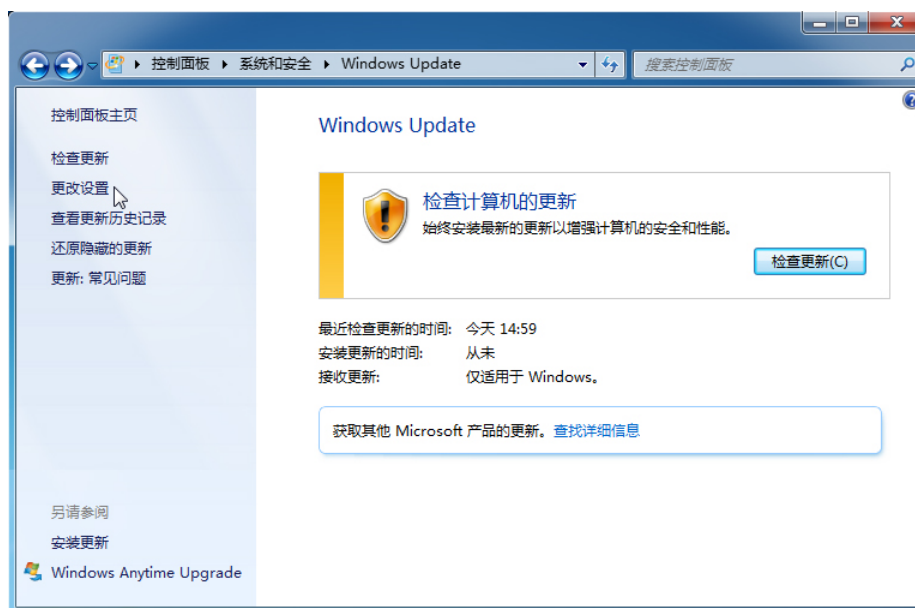 控制面板 ▸ 系统和安全 ▸ Windows Update
搜索控制面板
控制面板主页
检查更新
更改设置
查看更新历史记录
还原隐藏的更新
更新: 常见问题
另请参阅
安装更新
Windows Anytime Upgrade
Windows Update
检查计算机的更新
始终安装最新的更新以增强计算机的安全和性能。
检查更新(C)
最近检查更新的时间: 今天 14:59
安装更新的时间: 从未
接收更新: 仅适用于 Windows。
获取其他 Microsoft 产品的更新。查找详细信息